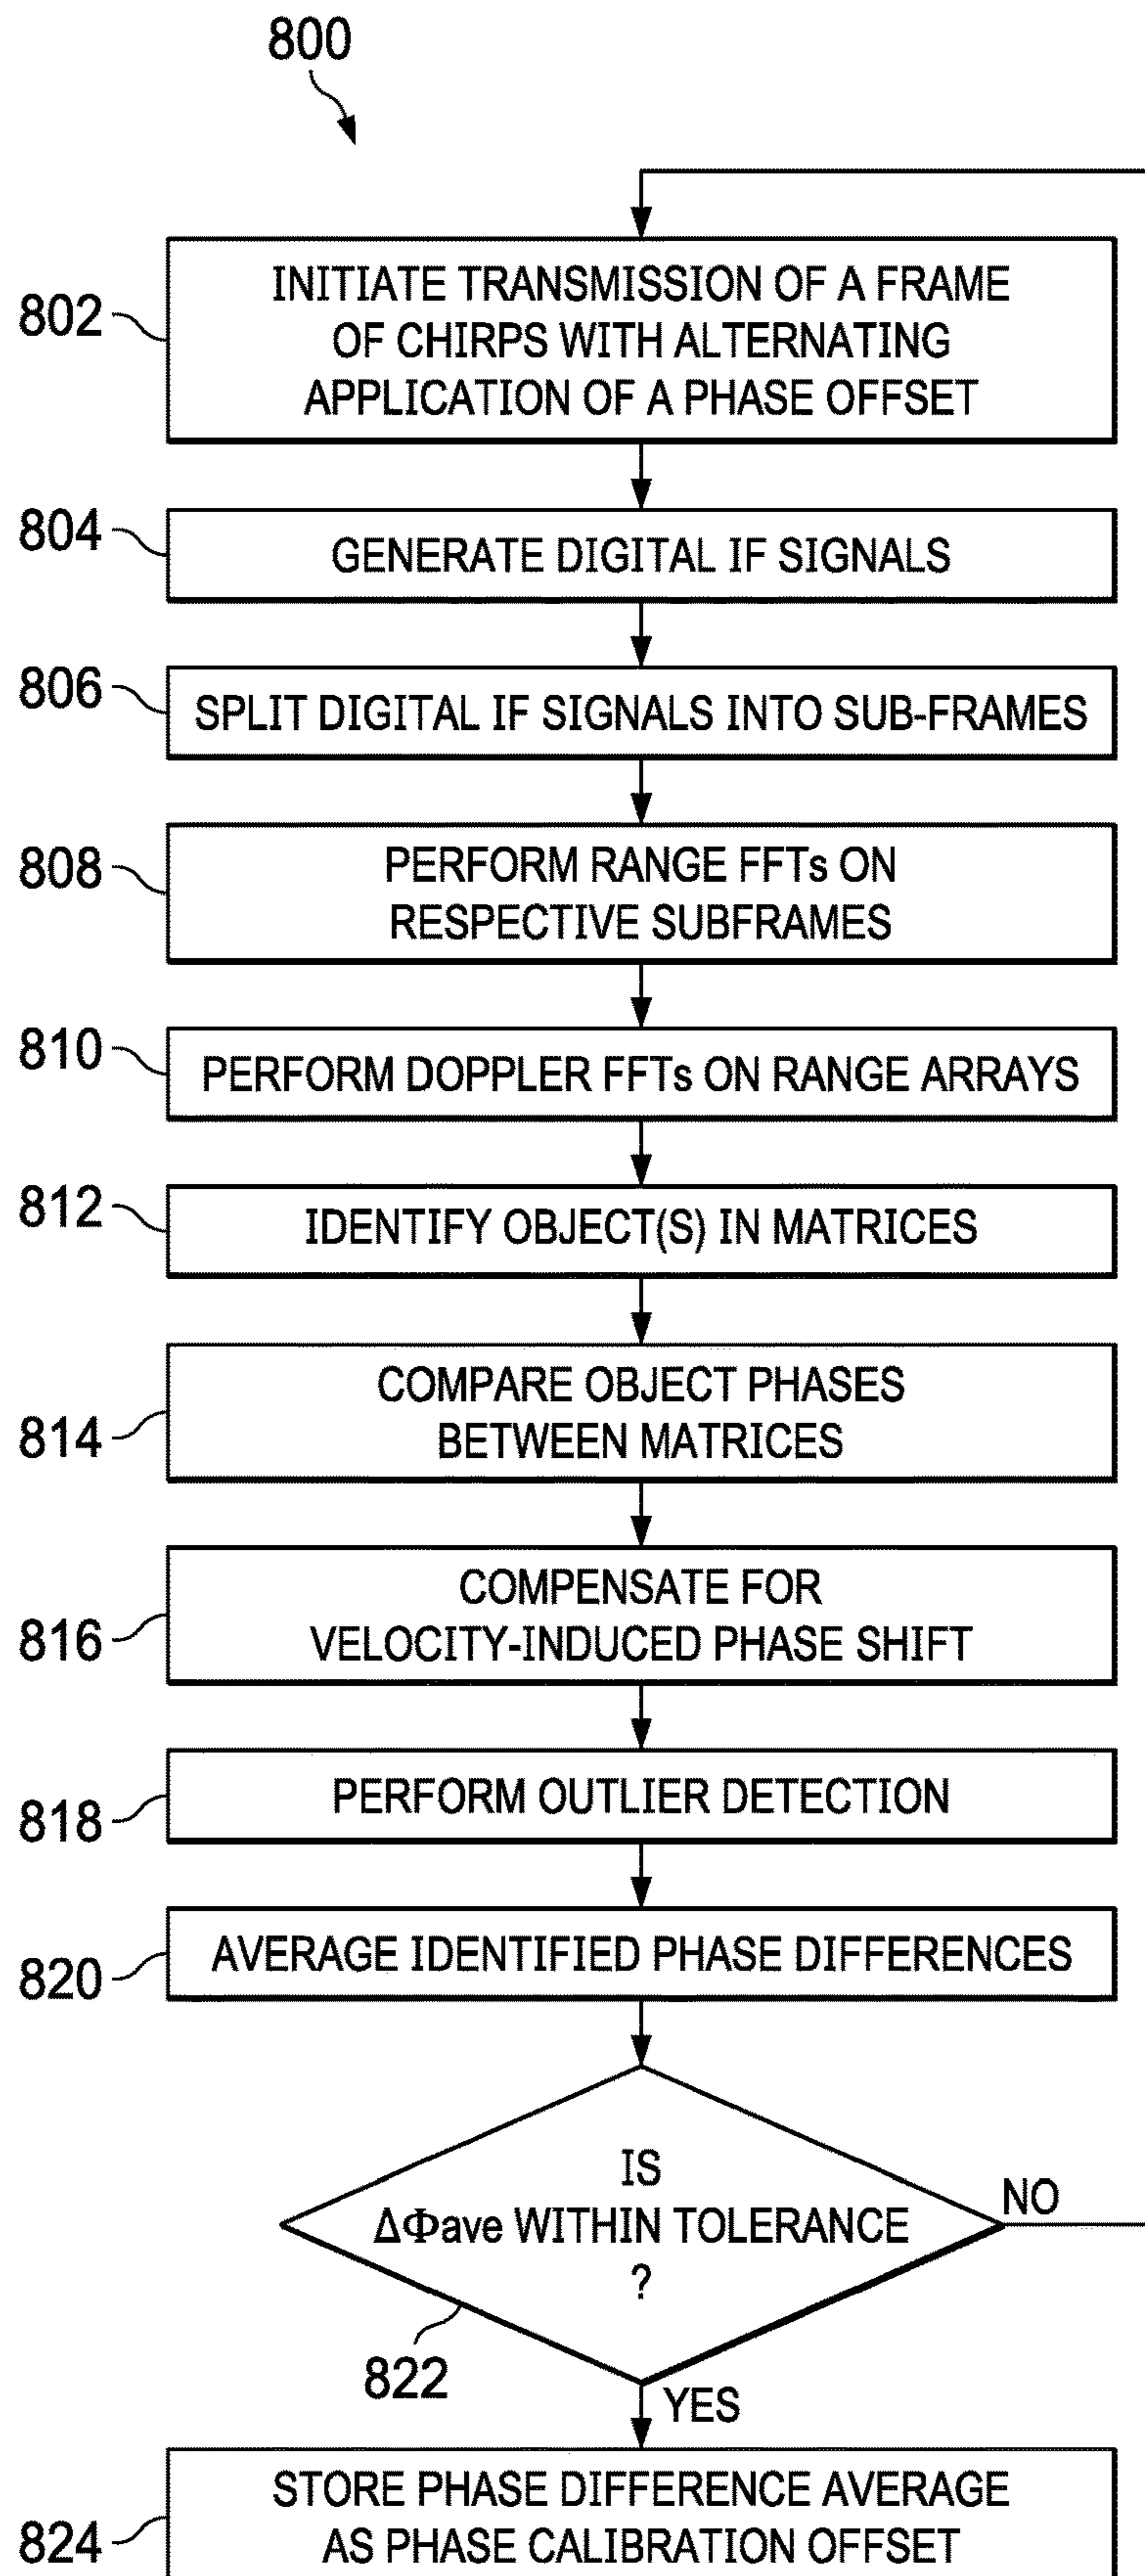 800
802
INITIATE TRANSMISSION OF A FRAME
OF CHIRPS WITH ALTERNATING
APPLICATION OF A PHASE OFFSET
804
GENERATE DIGITAL IF SIGNALS
806
SPLIT DIGITAL IF SIGNALS INTO SUB-FRAMES
808
PERFORM RANGE FFTs ON
RESPECTIVE SUBFRAMES
810
PERFORM DOPPLER FFTs ON RANGE ARRAYS
812
IDENTIFY OBJECT(S) IN MATRICES
814
COMPARE OBJECT PHASES
BETWEEN MATRICES
816
COMPENSATE FOR
VELOCITY-INDUCED PHASE SHIFT
818
PERFORM OUTLIER DETECTION
820
AVERAGE IDENTIFIED PHASE DIFFERENCES
IS
ΔΦave WITHIN TOLERANCE
?
NO
822
YES
824
STORE PHASE DIFFERENCE AVERAGE
AS PHASE CALIBRATION OFFSET